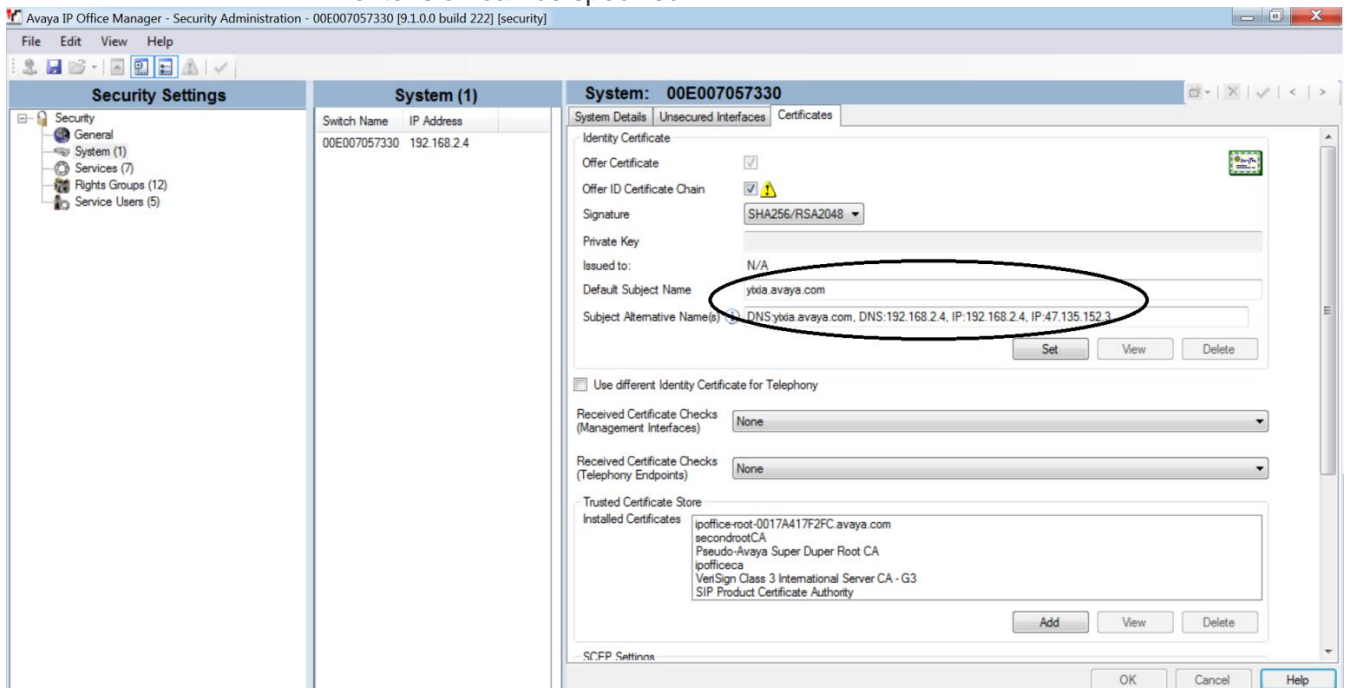 Avaya IP Office Manager - Security Administration - 00E007057330 [9.1.0.0 build 222] [security]
File Edit View Help
Security Settings
Security
General
System (1)
Services (7)
Rights Groups (12)
Service Users (5)
System (1)
Switch Name IP Address
00E007057330 192.168.2.4
System: 00E007057330
System Details Unsecured Interfaces Certificates
Identity Certificate
Offer Certificate
Offer ID Certificate Chain
Signature SHA256/RSA2048
Private Key
Issued to: N/A
Default Subject Name yixia.avaya.com
Subject Alternative Name(s) DNS:yixia.avaya.com, DNS:192.168.2.4, IP:192.168.2.4, IP:47.135.152.3
Set View Delete
Use different Identity Certificate for Telephony
Received Certificate Checks
(Management Interfaces) None
Received Certificate Checks
(Telephony Endpoints) None
Trusted Certificate Store
Installed Certificates ipoffice-root-0017A417F2FC.avaya.com
secondrootCA
Pseudo-Avaya Super Duper Root CA
ipofficeca
VeriSign Class 3 International Server CA - G3
SIP Product Certificate Authority
Add View Delete
SCEP Settings
OK Cancel Help